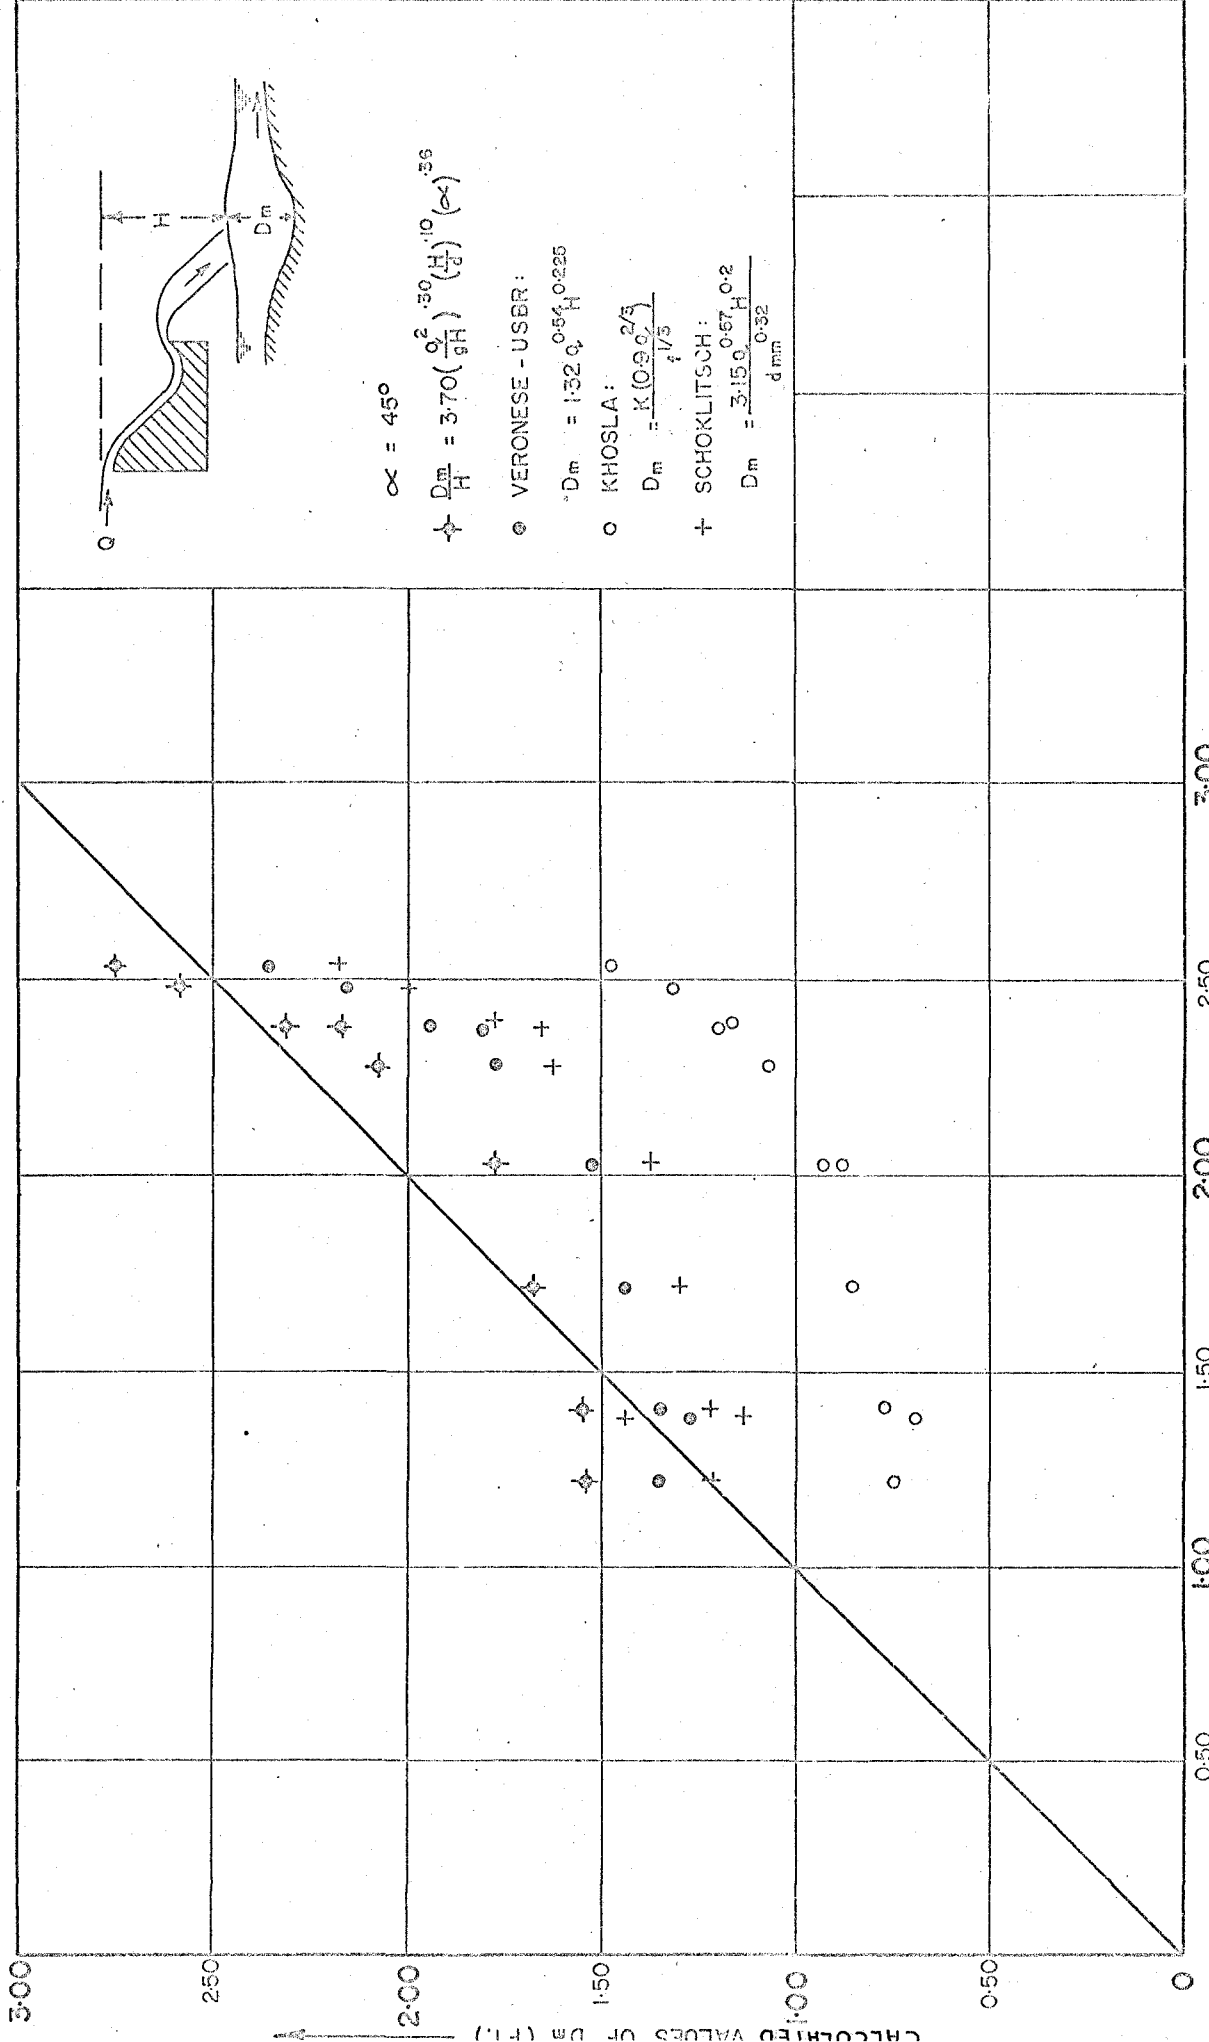 Q
H
Dm
∝ = 45°
Dm/H = 3·70 (q²/gH)·³⁰ (H/d)·¹⁰ (∝)·³⁶
VERONESE - USBR :
Dm = 1·32 q^0·54 H^0·225
KHOSLA :
Dm = K (0·9 q^2/3) / f^1/3
SCHOKLITSCH :
Dm = 3·15 q^0·57 H^0·2 / d mm^0·32
CALCULATED VALUES OF Dm (FT.)
3·00
2·50
2·00
1·50
1·00
0·50
0
0·50
1·00
1·50
2·00
2·50
3·00